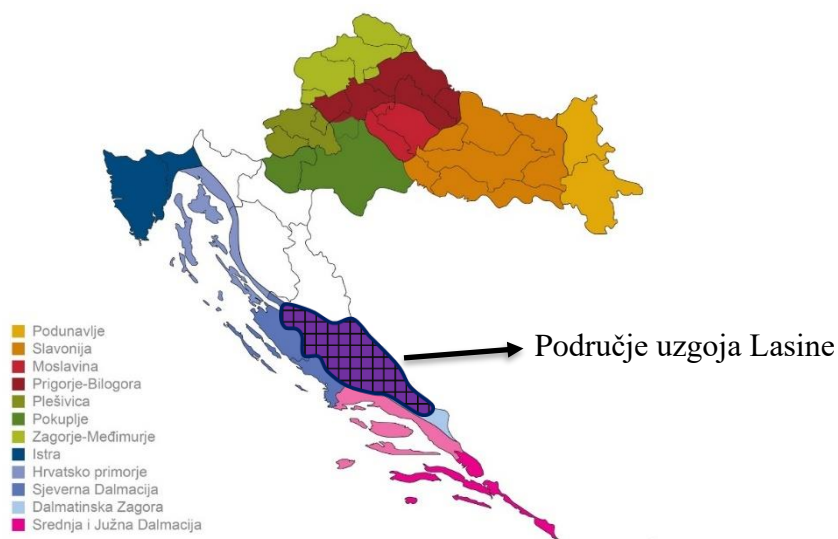 Podunavlje
Slavonija
Moslavina
Prigorje-Bilogora
Plešivica
Pokuplje
Zagorje-Međimurje
Istra
Hrvatsko primorje
Sjeverna Dalmacija
Dalmatinska Zagora
Srednja i Južna Dalmacija
Područje uzgoja Lasine